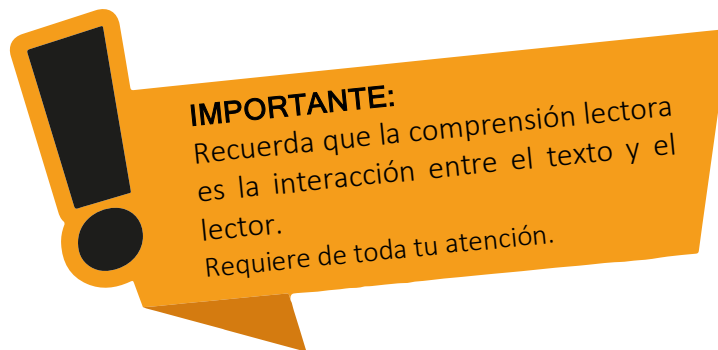 IMPORTANTE:
Recuerda que la comprensión lectora
es la interacción entre el texto y el
lector.
Requiere de toda tu atención.